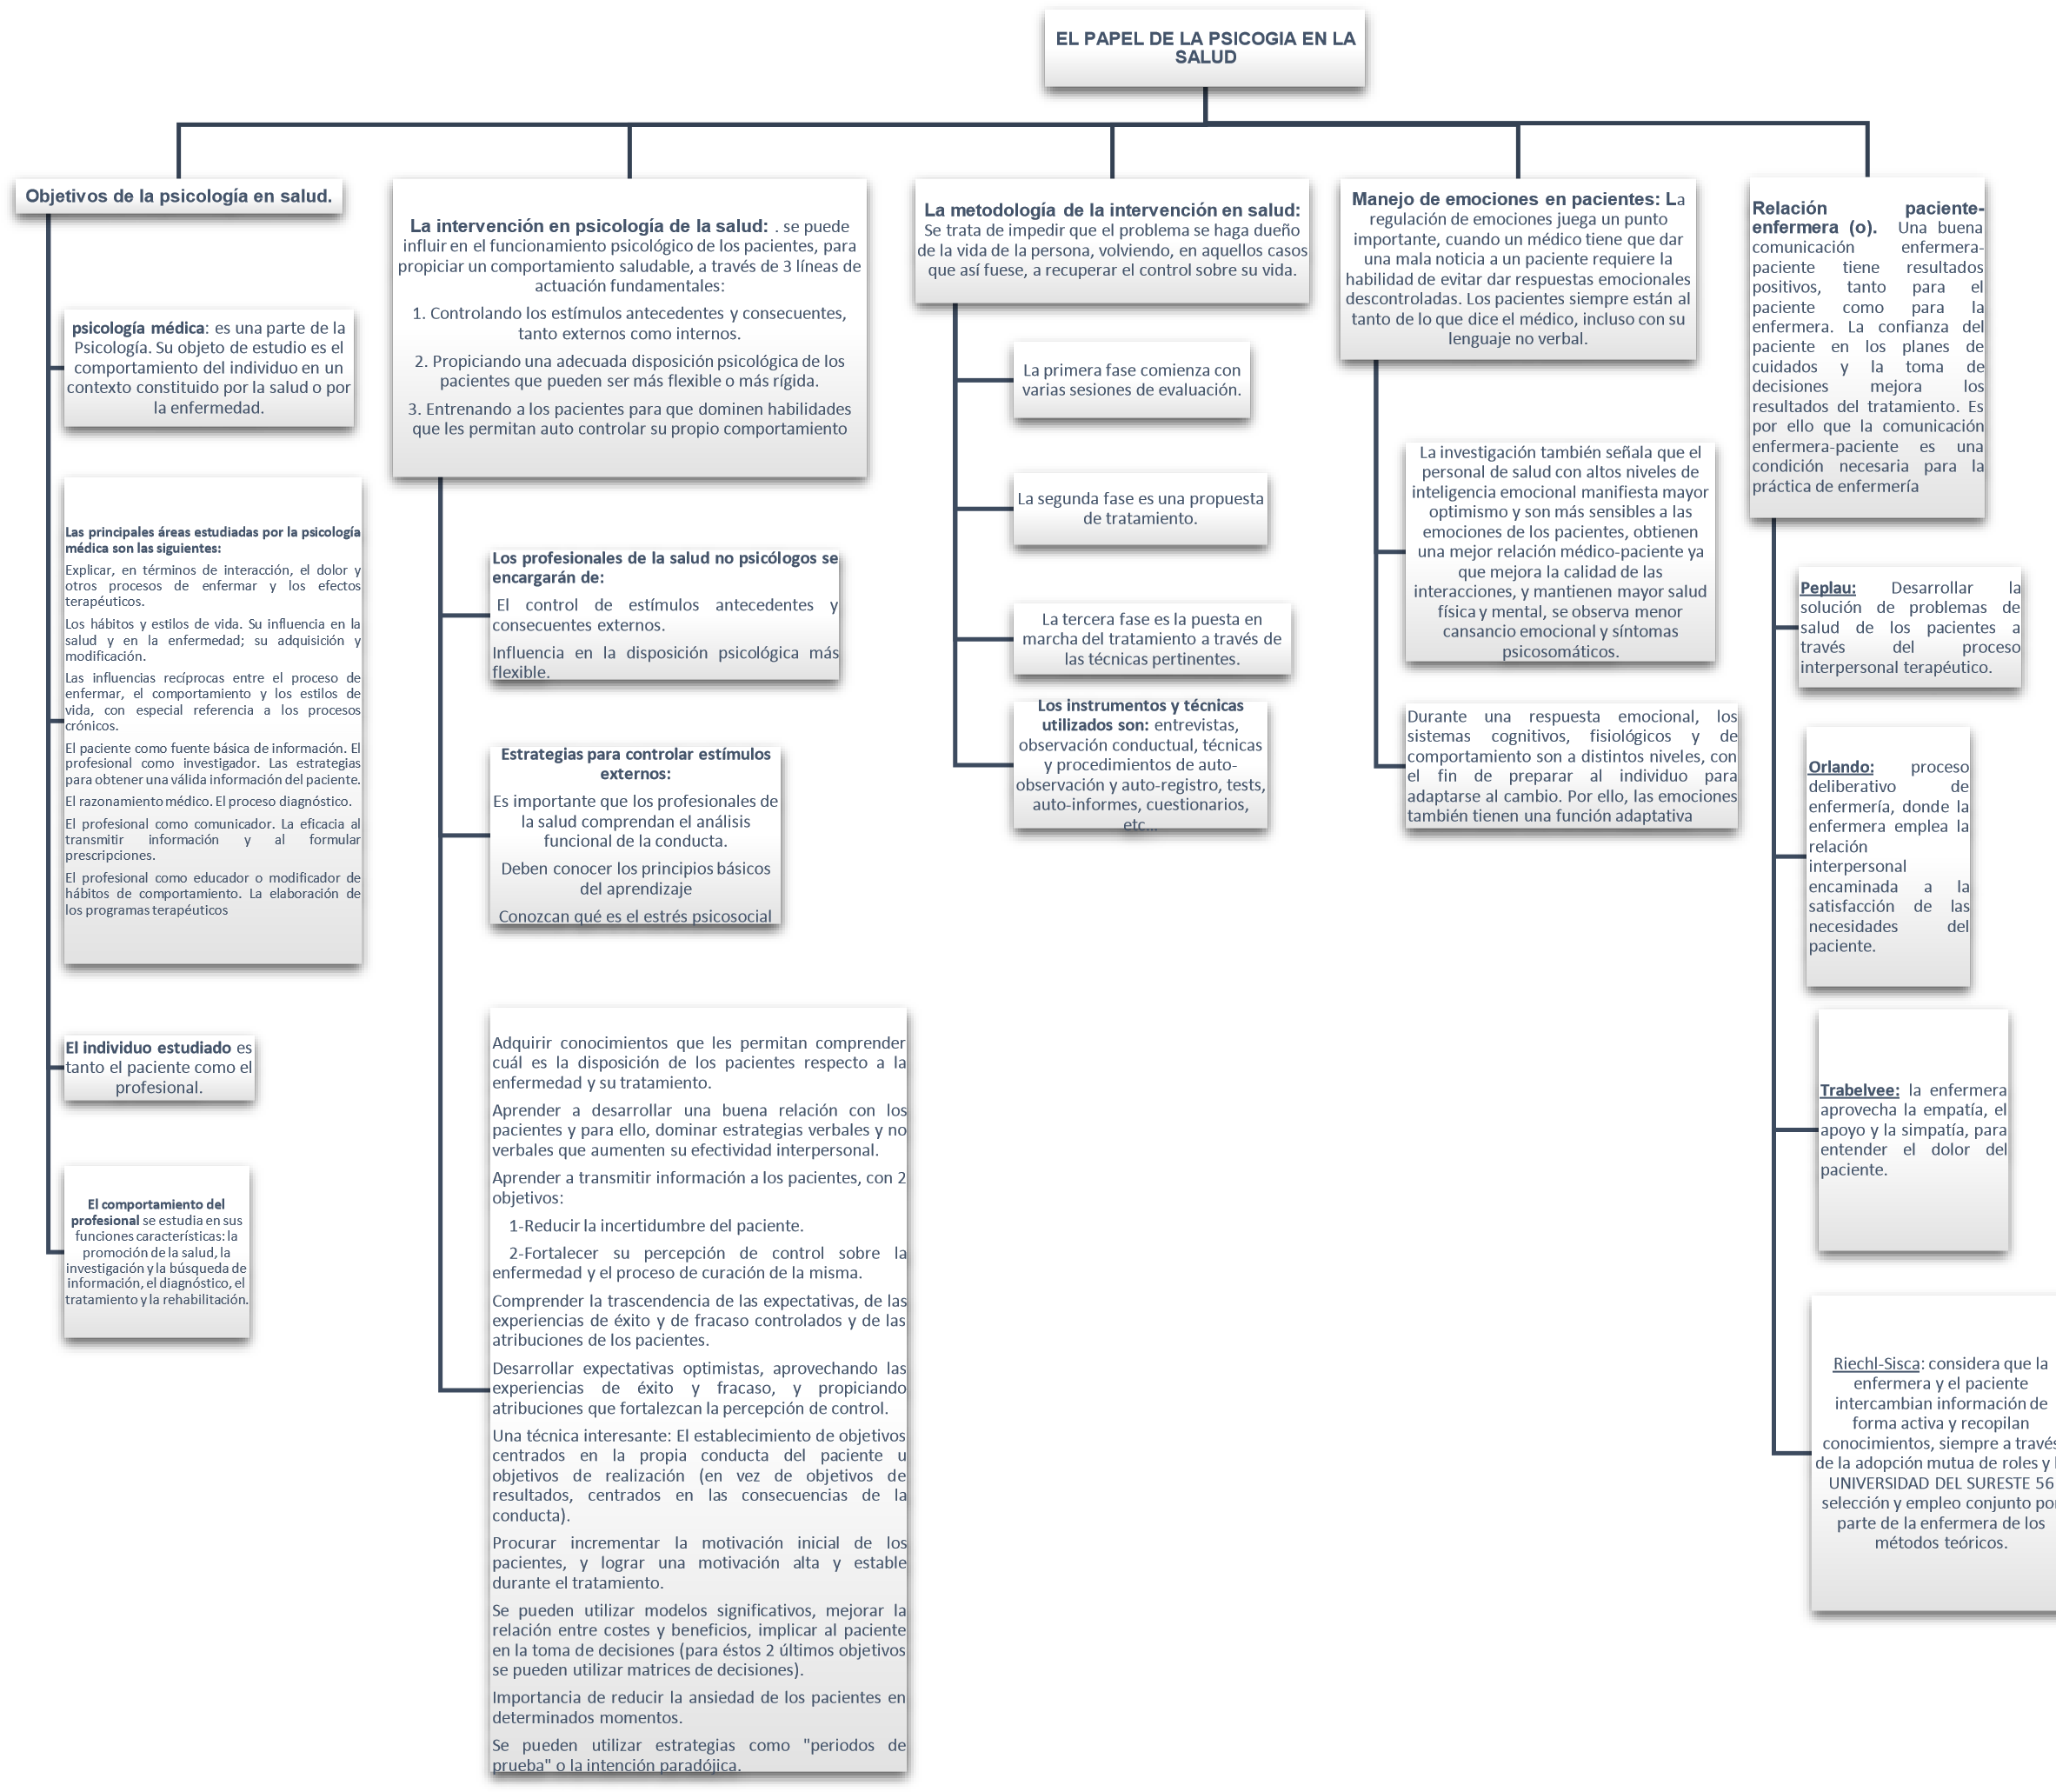 EL PAPEL DE LA PSICOGIA EN LA
SALUD
Objetivos de la psicología en salud.
psicología médica: es una parte de la
Psicología. Su objeto de estudio es el
comportamiento del individuo en un
contexto constituido por la salud o por
la enfermedad.
Las principales áreas estudiadas por la psicología
médica son las siguientes:
Explicar, en términos de interacción, el dolor y
otros procesos de enfermar y los efectos
terapéuticos.
Los hábitos y estilos de vida. Su influencia en la
salud y en la enfermedad; su adquisición y
modificación.
Las influencias recíprocas entre el proceso de
enfermar, el comportamiento y los estilos de
vida, con especial referencia a los procesos
crónicos.
El paciente como fuente básica de información. El
profesional como investigador. Las estrategias
para obtener una válida información del paciente.
El razonamiento médico. El proceso diagnóstico.
El profesional como comunicador. La eficacia al
transmitir información y al formular
prescripciones.
El profesional como educador o modificador de
hábitos de comportamiento. La elaboración de
los programas terapéuticos
El individuo estudiado es
tanto el paciente como el
profesional.
El comportamiento del
profesional se estudia en sus
funciones características: la
promoción de la salud, la
investigación y la búsqueda de
información, el diagnóstico, el
tratamiento y la rehabilitación.
La intervención en psicología de la salud: . se puede
influir en el funcionamiento psicológico de los pacientes, para
propiciar un comportamiento saludable, a través de 3 líneas de
actuación fundamentales:
1. Controlando los estímulos antecedentes y consecuentes,
tanto externos como internos.
2. Propiciando una adecuada disposición psicológica de los
pacientes que pueden ser más flexible o más rígida.
3. Entrenando a los pacientes para que dominen habilidades
que les permitan auto controlar su propio comportamiento
Los profesionales de la salud no psicólogos se
encargarán de:
El control de estímulos antecedentes y
consecuentes externos.
Influencia en la disposición psicológica más
flexible.
Estrategias para controlar estímulos
externos:
Es importante que los profesionales de
la salud comprendan el análisis
funcional de la conducta.
Deben conocer los principios básicos
del aprendizaje
Conozcan qué es el estrés psicosocial
Adquirir conocimientos que les permitan comprender
cuál es la disposición de los pacientes respecto a la
enfermedad y su tratamiento.
Aprender a desarrollar una buena relación con los
pacientes y para ello, dominar estrategias verbales y no
verbales que aumenten su efectividad interpersonal.
Aprender a transmitir información a los pacientes, con 2
objetivos:
1-Reducir la incertidumbre del paciente.
2-Fortalecer su percepción de control sobre la
enfermedad y el proceso de curación de la misma.
Comprender la trascendencia de las expectativas, de las
experiencias de éxito y de fracaso controlados y de las
atribuciones de los pacientes.
Desarrollar expectativas optimistas, aprovechando las
experiencias de éxito y fracaso, y propiciando
atribuciones que fortalezcan la percepción de control.
Una técnica interesante: El establecimiento de objetivos
centrados en la propia conducta del paciente u
objetivos de realización (en vez de objetivos de
resultados, centrados en las consecuencias de la
conducta).
Procurar incrementar la motivación inicial de los
pacientes, y lograr una motivación alta y estable
durante el tratamiento.
Se pueden utilizar modelos significativos, mejorar la
relación entre costes y beneficios, implicar al paciente
en la toma de decisiones (para éstos 2 últimos objetivos
se pueden utilizar matrices de decisiones).
Importancia de reducir la ansiedad de los pacientes en
determinados momentos.
Se pueden utilizar estrategias como "periodos de
prueba" o la intención paradójica.
La metodología de la intervención en salud:
Se trata de impedir que el problema se haga dueño
de la vida de la persona, volviendo, en aquellos casos
que así fuese, a recuperar el control sobre su vida.
La primera fase comienza con
varias sesiones de evaluación.
La segunda fase es una propuesta
de tratamiento.
La tercera fase es la puesta en
marcha del tratamiento a través de
las técnicas pertinentes.
Los instrumentos y técnicas
utilizados son: entrevistas,
observación conductual, técnicas
y procedimientos de auto-
observación y auto-registro, tests,
auto-informes, cuestionarios,
etc...
Manejo de emociones en pacientes: La
regulación de emociones juega un punto
importante, cuando un médico tiene que dar
una mala noticia a un paciente requiere la
habilidad de evitar dar respuestas emocionales
descontroladas. Los pacientes siempre están al
tanto de lo que dice el médico, incluso con su
lenguaje no verbal.
La investigación también señala que el
personal de salud con altos niveles de
inteligencia emocional manifiesta mayor
optimismo y son más sensibles a las
emociones de los pacientes, obtienen
una mejor relación médico-paciente ya
que mejora la calidad de las
interacciones, y mantienen mayor salud
física y mental, se observa menor
cansancio emocional y síntomas
psicosomáticos.
Durante una respuesta emocional, los
sistemas cognitivos, fisiológicos y de
comportamiento son a distintos niveles, con
el fin de preparar al individuo para
adaptarse al cambio. Por ello, las emociones
también tienen una función adaptativa
Relación paciente-
enfermera (o). Una buena
comunicación enfermera-
paciente tiene resultados
positivos, tanto para el
paciente como para la
enfermera. La confianza del
paciente en los planes de
cuidados y la toma de
decisiones mejora los
resultados del tratamiento. Es
por ello que la comunicación
enfermera-paciente es una
condición necesaria para la
práctica de enfermería
Peplau: Desarrollar la
solución de problemas de
salud de los pacientes a
través del proceso
interpersonal terapéutico.
Orlando: proceso
deliberativo de
enfermería, donde la
enfermera emplea la
relación
interpersonal
encaminada a la
satisfacción de las
necesidades del
paciente.
Trabelvee: la enfermera
aprovecha la empatía, el
apoyo y la simpatía, para
entender el dolor del
paciente.
Riechl-Sisca: considera que la
enfermera y el paciente
intercambian información de
forma activa y recopilan
conocimientos, siempre a través
de la adopción mutua de roles y
UNIVERSIDAD DEL SURESTE 56
selección y empleo conjunto por
parte de la enfermera de los
métodos teóricos.